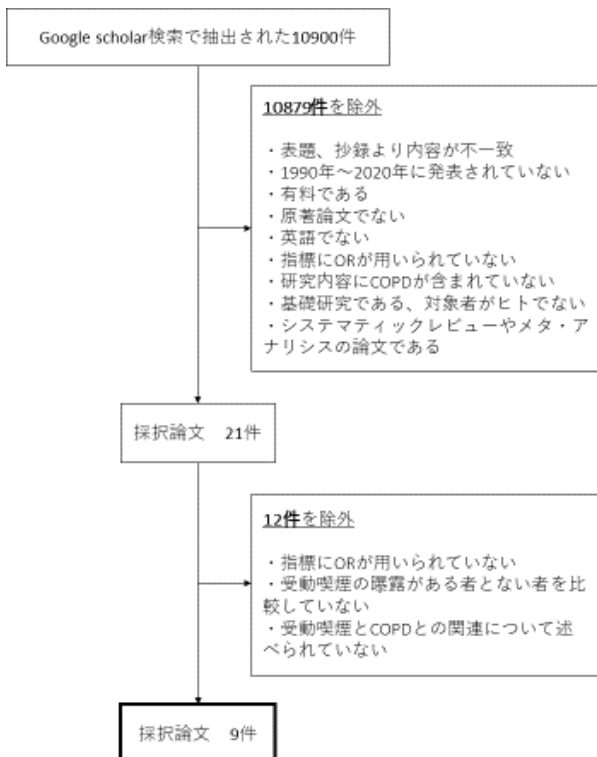 Google scholar検索で抽出された10900件
10879件を除外
・表題、抄録より内容が不一致
・1990年～2020年に発表されていない
・有料である
・原著論文でない
・英語でない
・指標にORが用いられていない
・研究内容にCOPDが含まれていない
・基礎研究である、対象者がヒトでない
・システマティックレビューやメタ・ア
ナリシスの論文である
採択論文　21件
12件を除外
・指標にORが用いられていない
・受動喫煙の曝露がある者とない者を比
較していない
・受動喫煙とCOPDとの関連について述
べられていない
採択論文　9件